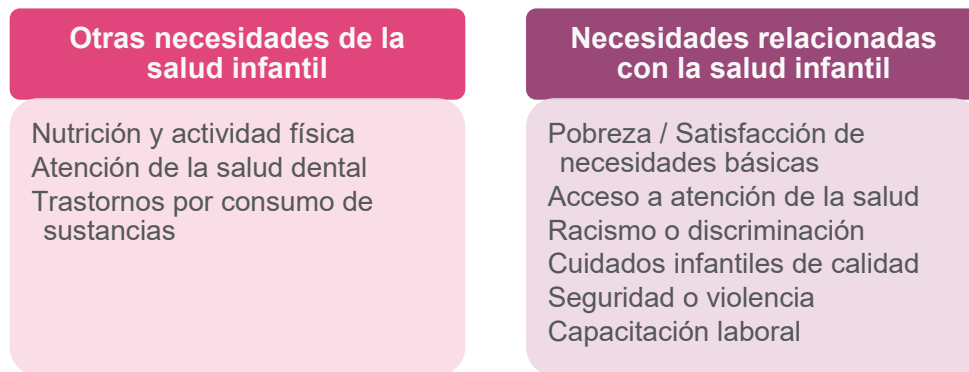 Otras necesidades de la
salud infantil
Nutrición y actividad física
Atención de la salud dental
Trastornos por consumo de
sustancias
Necesidades relacionadas
con la salud infantil
Pobreza / Satisfacción de
necesidades básicas
Acceso a atención de la salud
Racismo o discriminación
Cuidados infantiles de calidad
Seguridad o violencia
Capacitación laboral